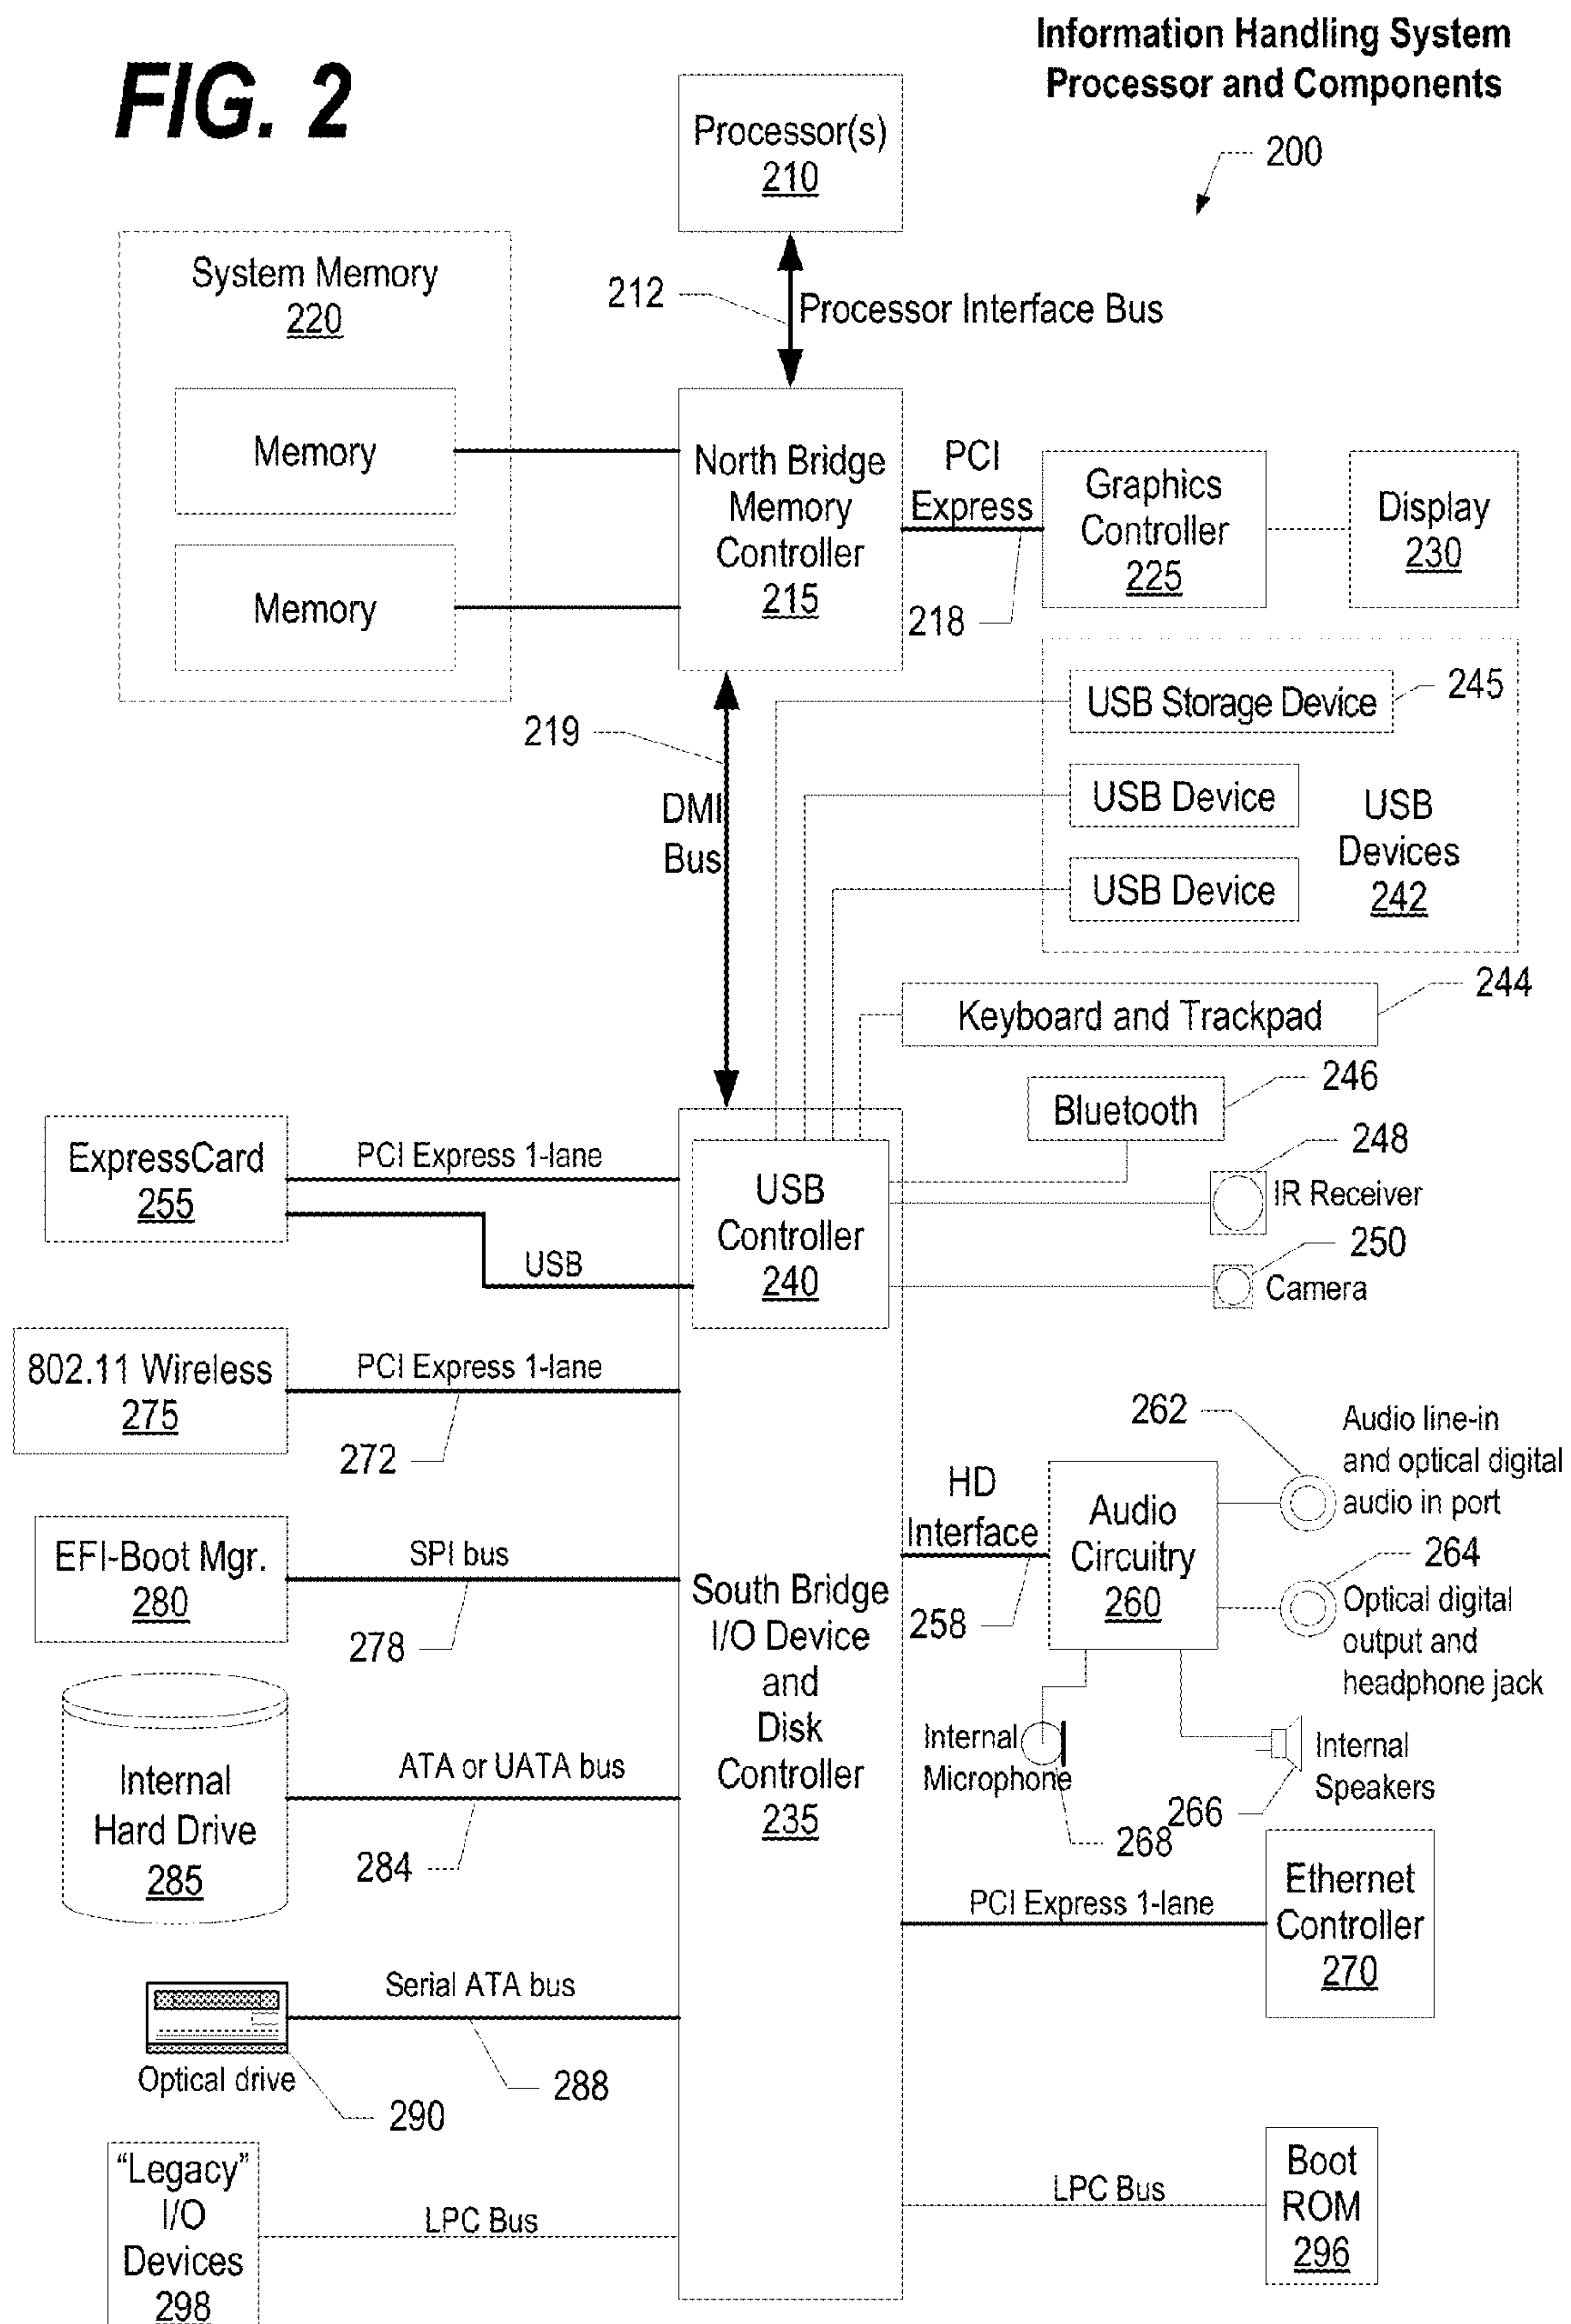 Information Handling System
Processor and Components
FIG. 2
200
Processor(s)
210
212
Processor Interface Bus
System Memory
220
Memory
Memory
North Bridge
Memory
Controller
215
PCI
Express
218
Graphics
Controller
225
Display
230
219
DMI
Bus
USB Storage Device
245
USB Device
USB Device
USB
Devices
242
Keyboard and Trackpad
244
Bluetooth
246
248
IR Receiver
250
Camera
ExpressCard
255
PCI Express 1-lane
USB
USB
Controller
240
802.11 Wireless
275
PCI Express 1-lane
272
EFI-Boot Mgr.
280
SPI bus
278
Internal
Hard Drive
285
ATA or UATA bus
284
Optical drive
290
Serial ATA bus
288
"Legacy"
I/O
Devices
298
LPC Bus
South Bridge
I/O Device
and
Disk
Controller
235
HD
Interface
258
Audio
Circuitry
260
262
Audio line-in
and optical digital
audio in port
264
Optical digital
output and
headphone jack
Internal
Microphone
268
266
Internal
Speakers
PCI Express 1-lane
Ethernet
Controller
270
LPC Bus
Boot
ROM
296